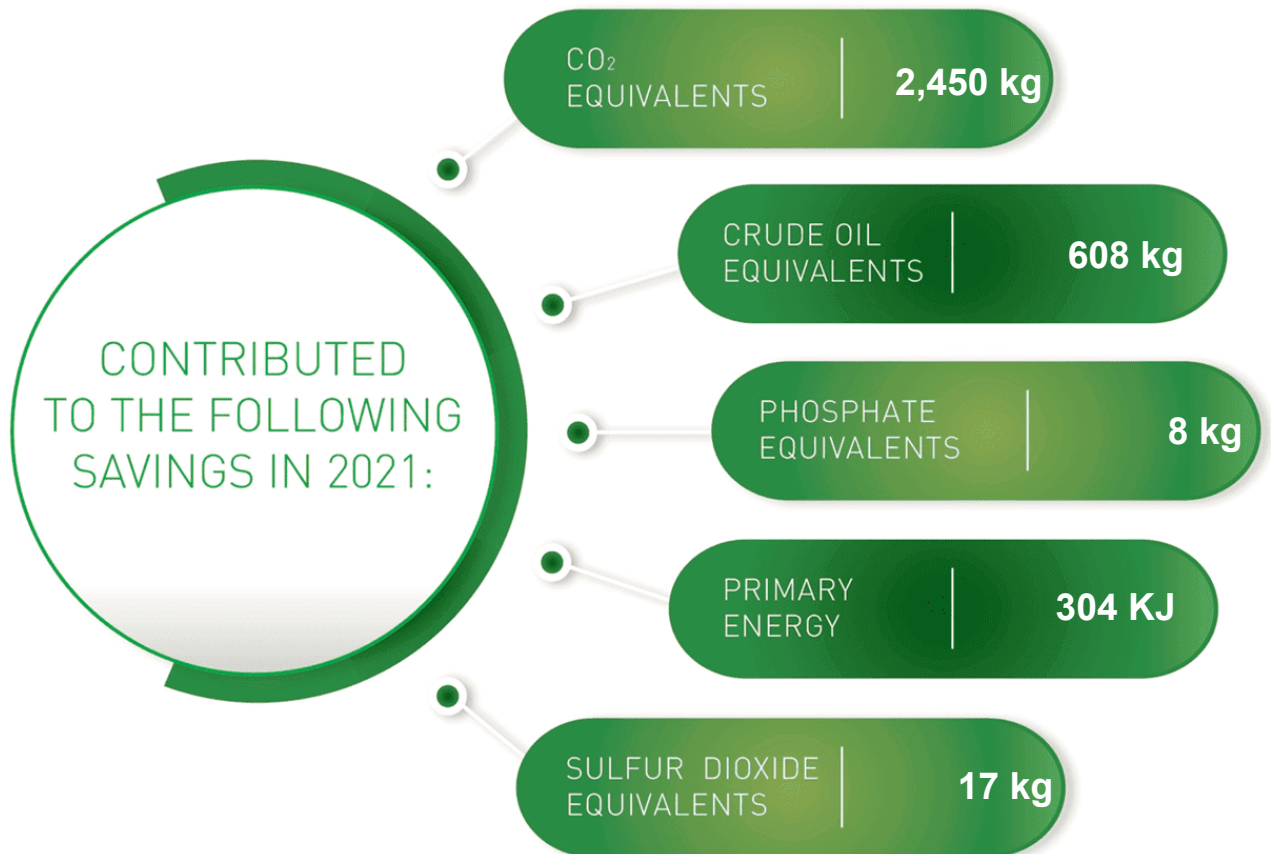 CO₂
EQUIVALENTS
2,450 kg
CRUDE OIL
EQUIVALENTS
608 kg
CONTRIBUTED
TO THE FOLLOWING
SAVINGS IN 2021:
PHOSPHATE
EQUIVALENTS
8 kg
PRIMARY
ENERGY
304 KJ
SULFUR DIOXIDE
EQUIVALENTS
17 kg